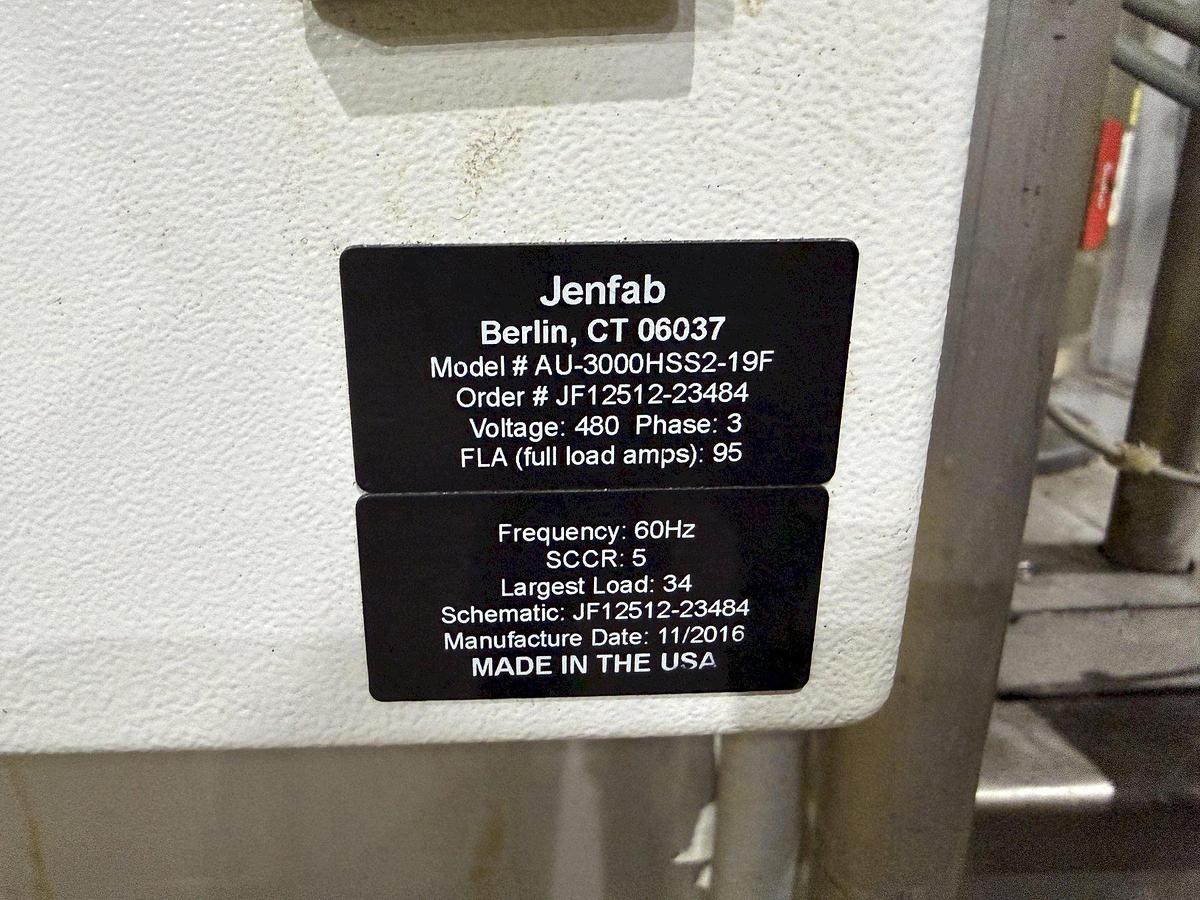 Jenfab
Berlin, CT 06037
Model # AU-3000HSS2-19F
Order # JF12512-23484
Voltage: 480 Phase: 3
FLA (full load amps): 95
Frequency: 60Hz
SCCR: 5
Largest Load: 34
Schematic: JF12512-23484
Manufacture Date: 11/2016
MADE IN THE USA